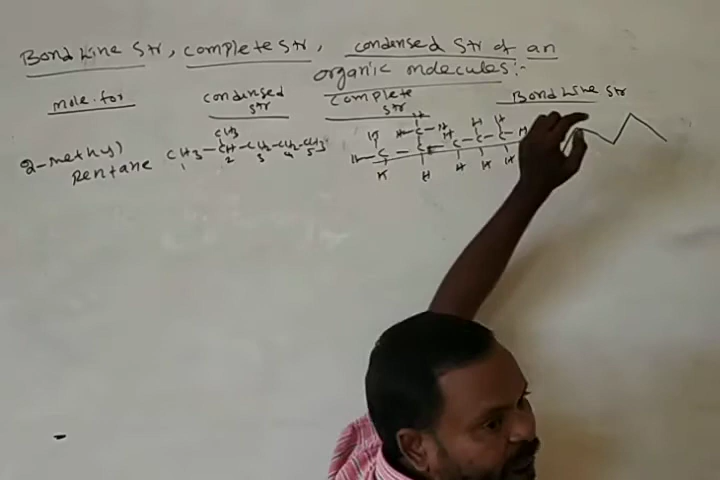 Bond Line Str, complete str, condensed Str of an
organic molecules:-
mole. for
condensed
str
complete
str
Bond Line Str
2-methyl
pentane
CH3
CH3 - CH - CH2 - CH2 - CH3
1 2 3 4 5
H
H - C - H
H H H H
H - C - C - C - C - C - H
H H H H H